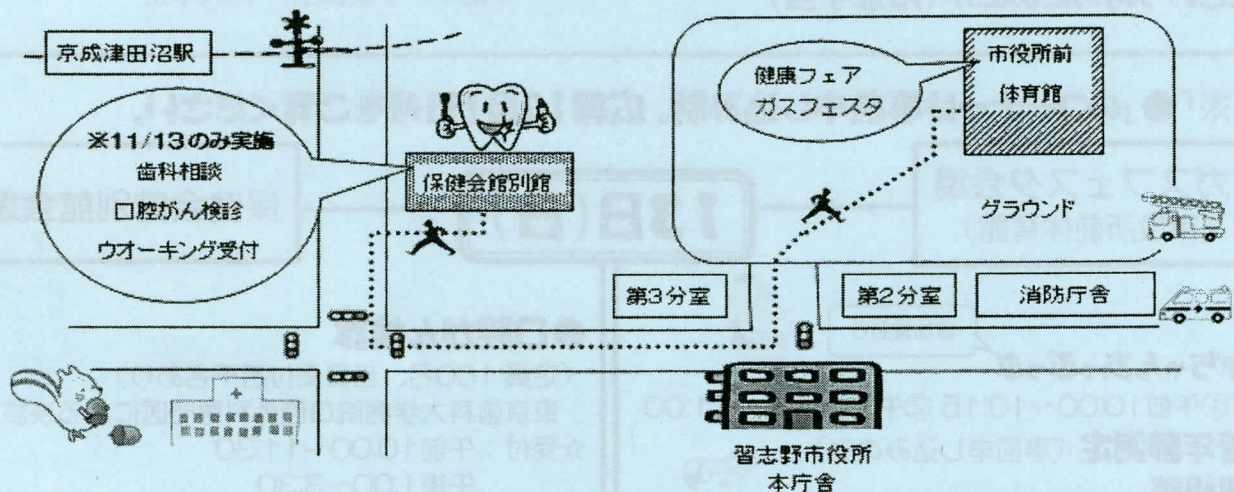 京成津田沼駅
※11/13のみ実施
歯科相談
口腔がん検診
ウオーキング受付
保健会館別館
健康フェア
ガスフェスタ
市役所前
体育館
グラウンド
第3分室
第2分室
消防庁舎
習志野市役所
本庁舎